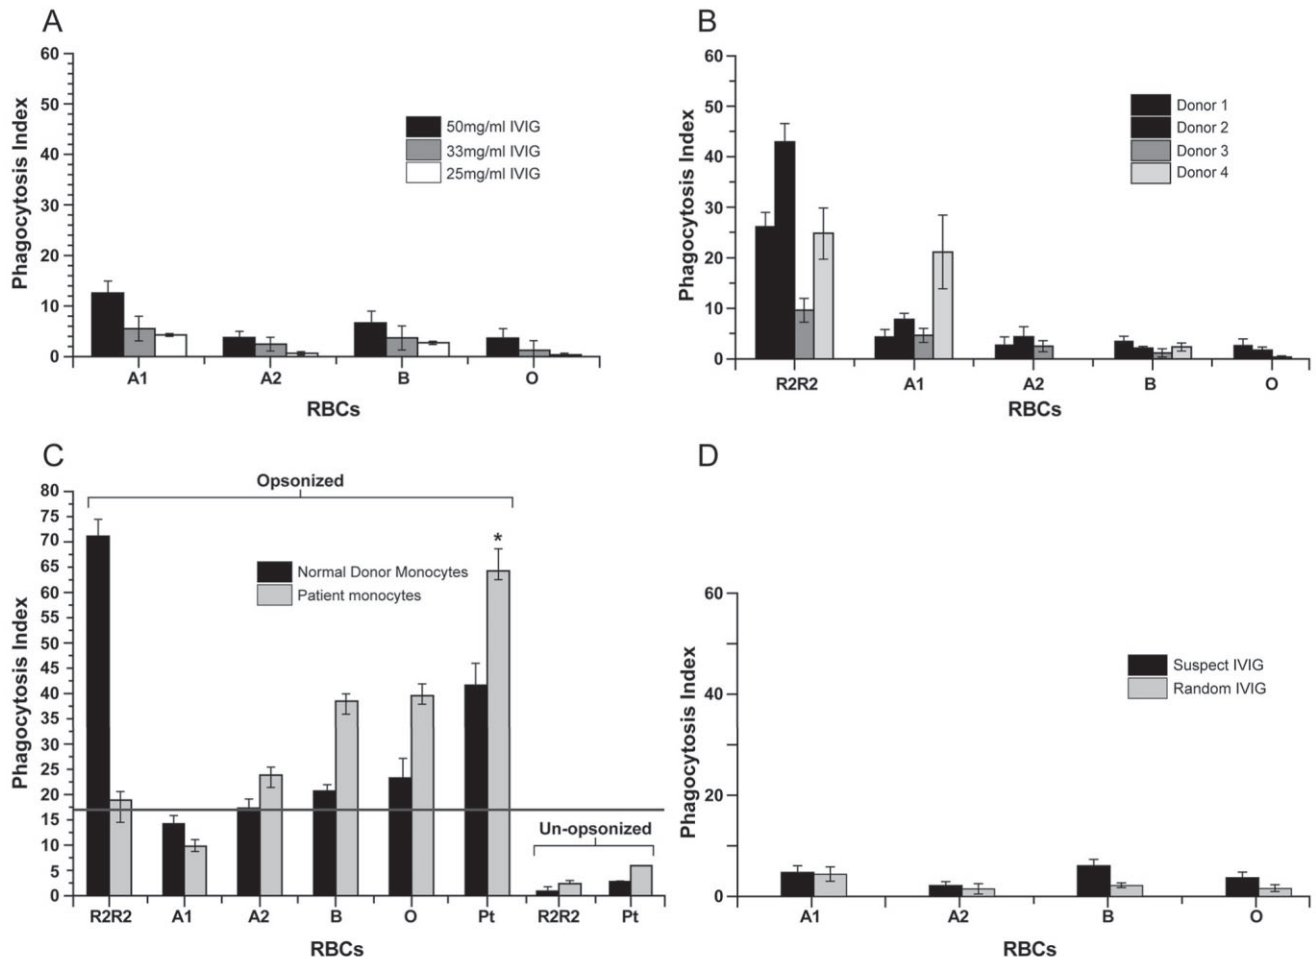 A
Phagocytosis Index
60
50
40
30
20
10
0
50mg/ml IVIG
33mg/ml IVIG
25mg/ml IVIG
A1 A2 B O
RBCs
B
Phagocytosis Index
60
50
40
30
20
10
0
Donor 1
Donor 2
Donor 3
Donor 4
R2R2 A1 A2 B O
RBCs
C
Phagocytosis Index
80
75
70
65
60
55
50
45
40
35
30
25
20
15
10
5
0
Opsonized
*
Normal Donor Monocytes
Patient monocytes
Un-opsonized
R2R2 A1 A2 B O Pt R2R2 Pt
RBCs
D
Phagocytosis Index
60
40
20
0
Suspect IVIG
Random IVIG
A1 A2 B O
RBCs